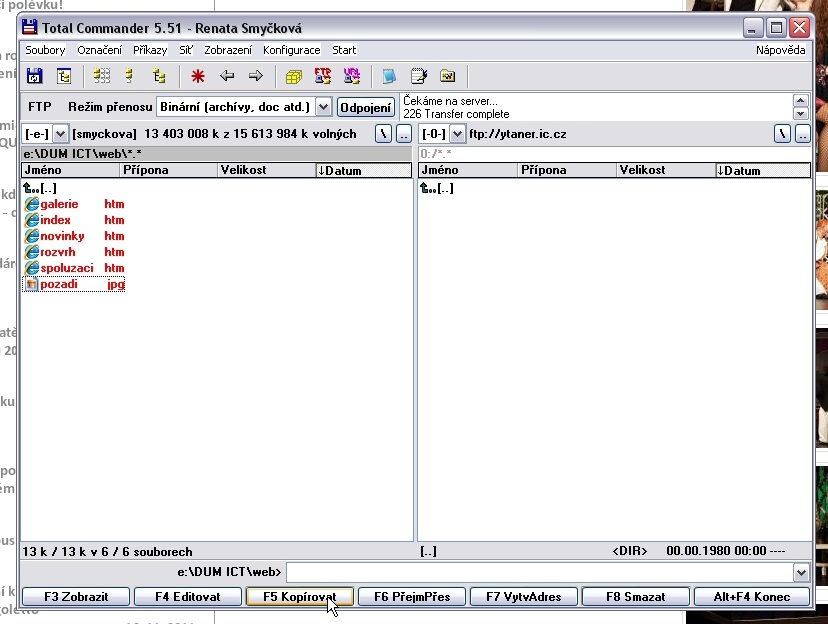 Total Commander 5.51 - Renata Smyčková
Soubory Označení Příkazy Síť Zobrazení Konfigurace Start Nápověda
FTP Režim přenosu Binární (archívy, doc atd.) Odpojení
Čekáme na server...
226 Transfer complete
[-e-] [smyckova] 13 403 008 k z 15 613 984 k volných \ ..
[-0-] ftp://ytaner.ic.cz \ ..
e:\DUM ICT\web\*.*
0:/*.*
Jméno Přípona Velikost ↓Datum
Jméno Přípona Velikost ↓Datum
[..]
[..]
galerie htm
index htm
novinky htm
rozvrh htm
spoluzaci htm
pozadi jpg
13 k / 13 k v 6 / 6 souborech
[..] <DIR> 00.00.1980 00:00 ----
e:\DUM ICT\web>
F3 Zobrazit F4 Editovat F5 Kopírovat F6 PřejmPřes F7 VytvAdres F8 Smazat Alt+F4 Konec